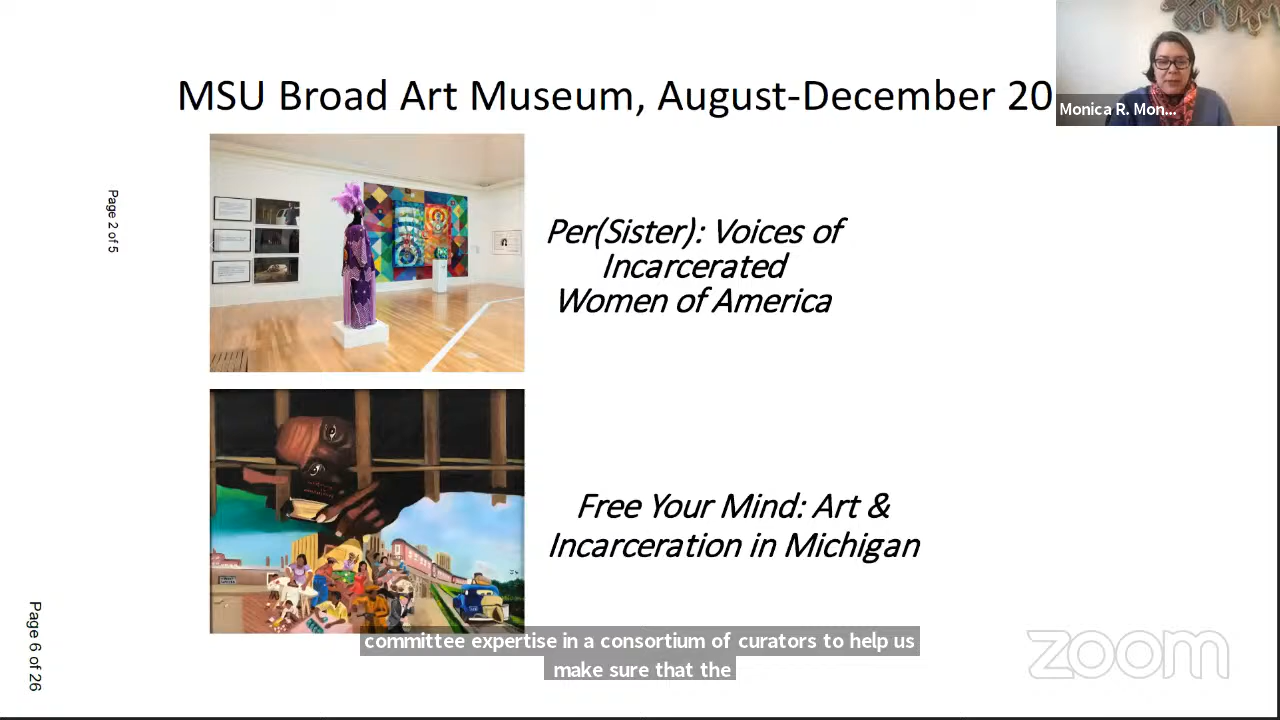 MSU Broad Art Museum, August-December 20
Monica R. Mon...
Page 2 of 5
Per(Sister): Voices of
Incarcerated
Women of America
Free Your Mind: Art &
Incarceration in Michigan
committee expertise in a consortium of curators to help us
make sure that the
Page 6 of 26
zoom